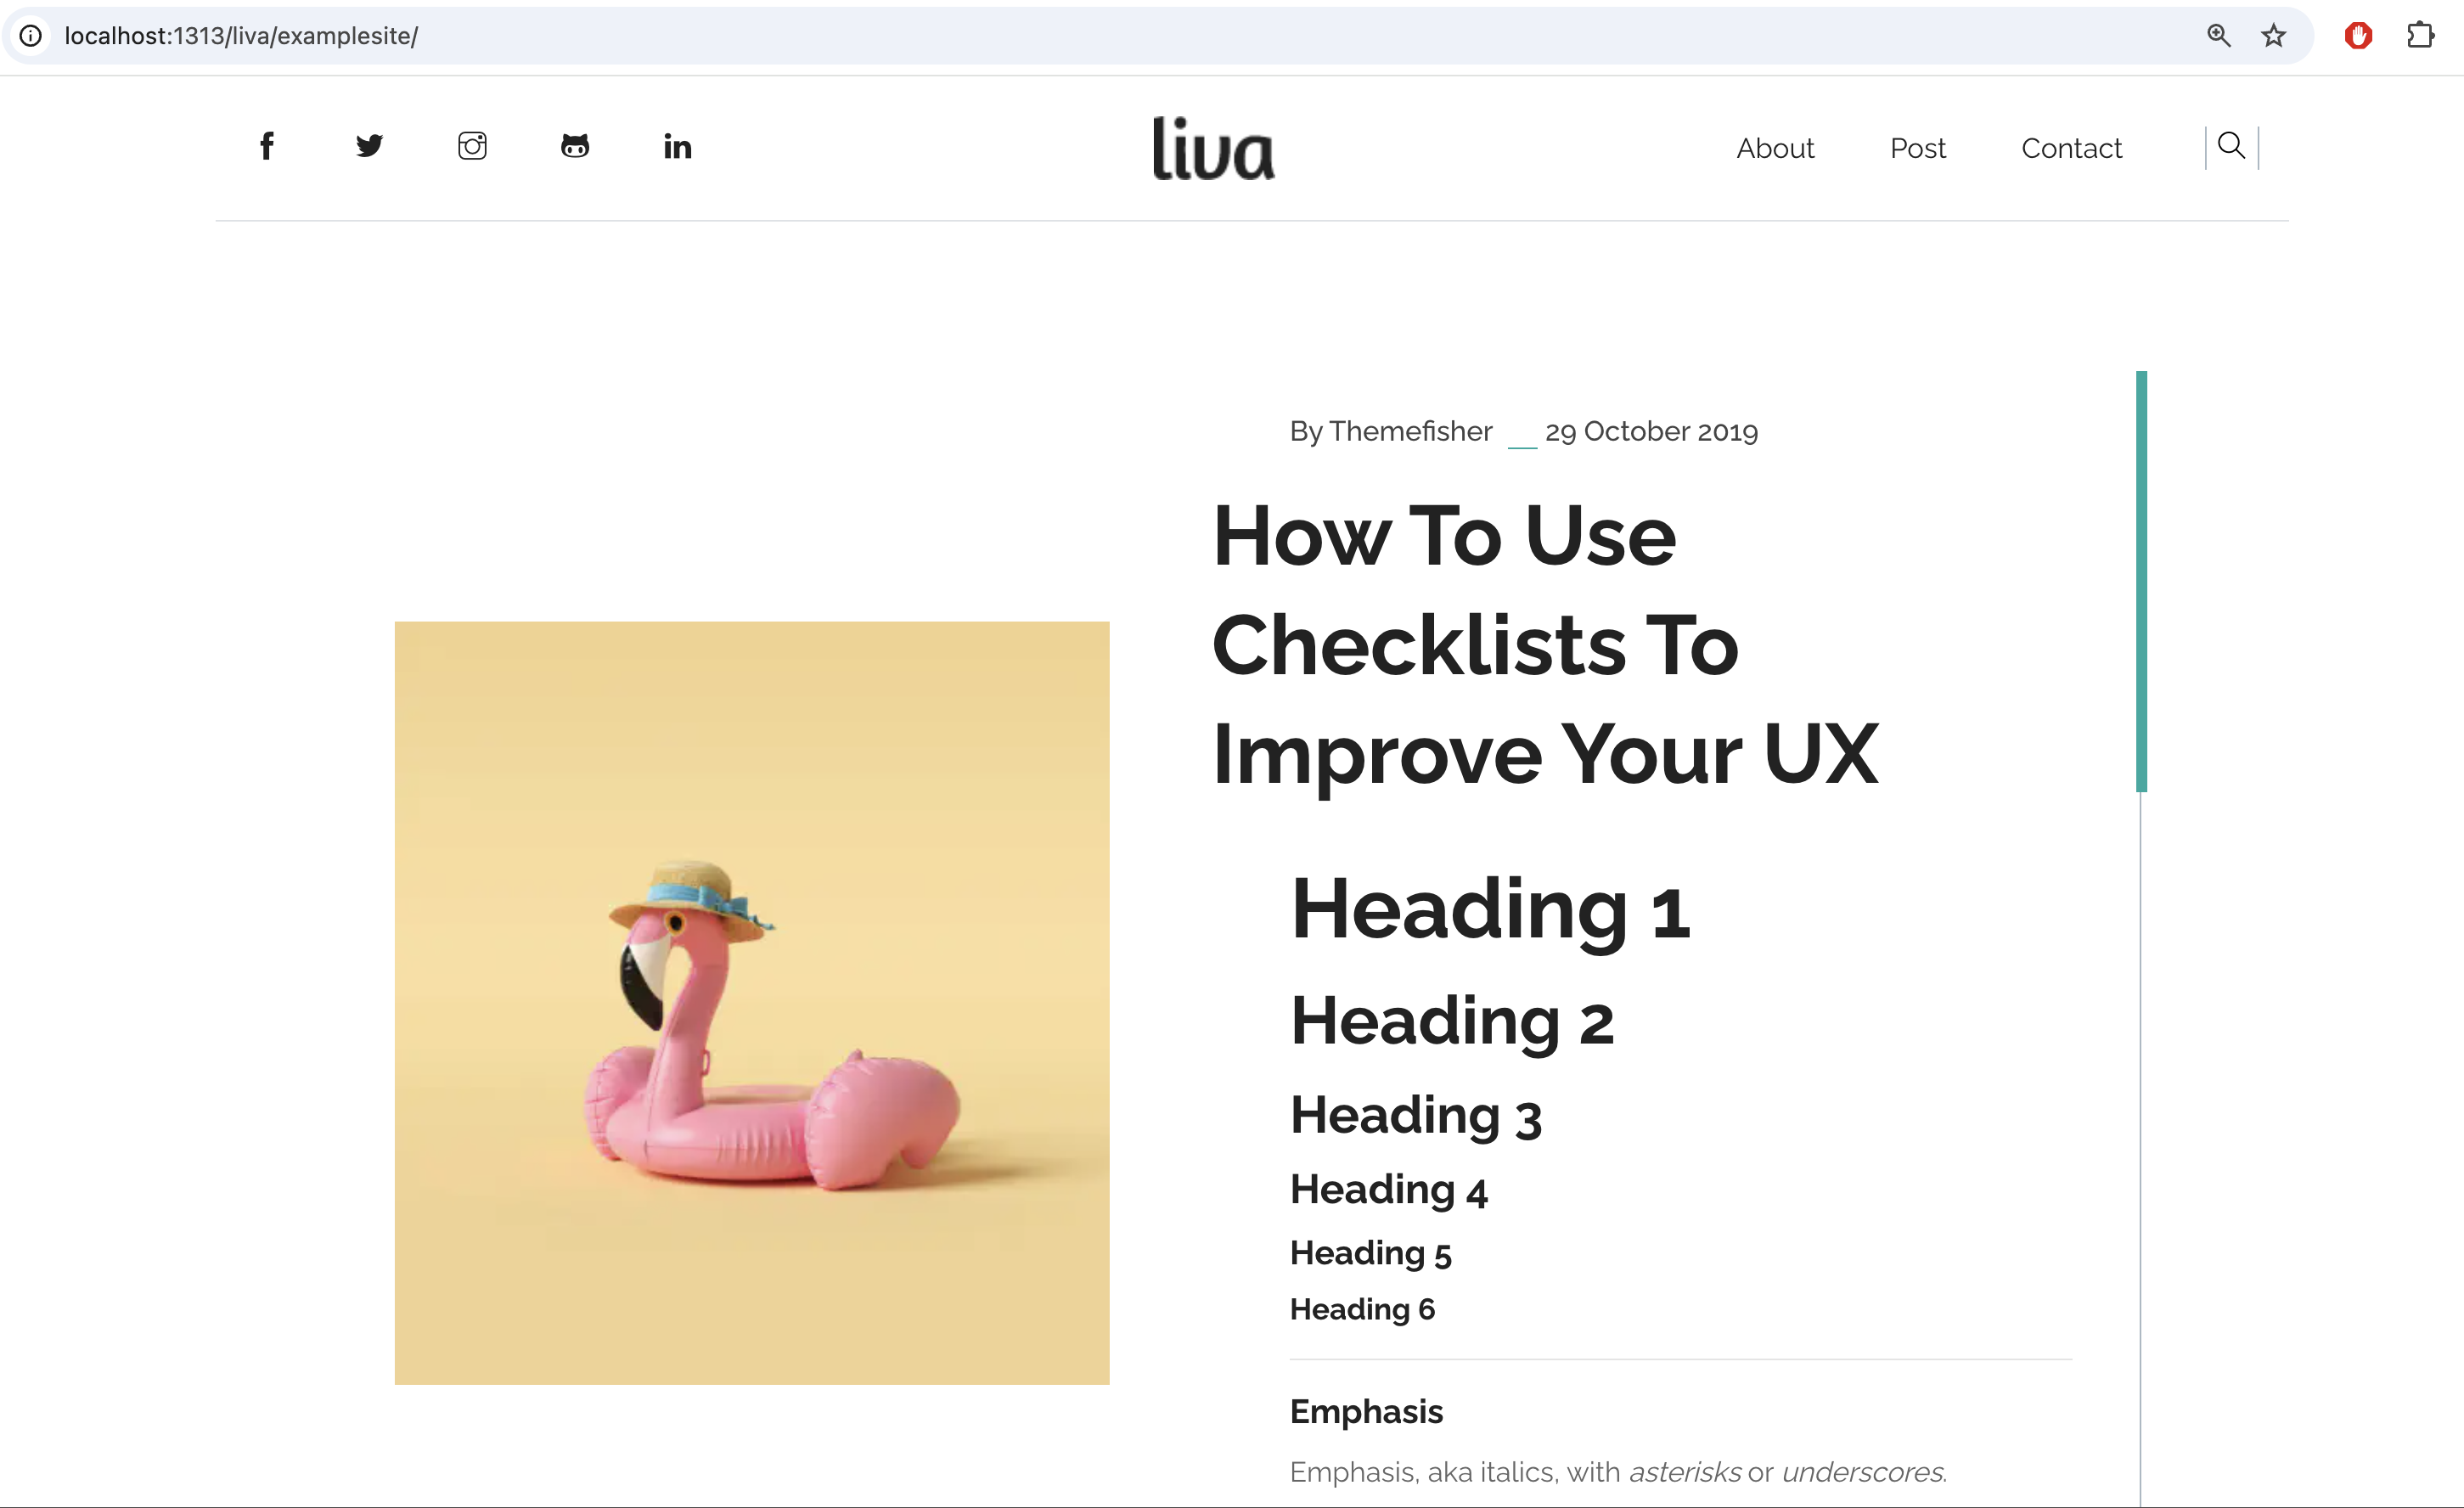 localhost:1313/liva/examplesite/
liva
About
Post
Contact
By Themefisher __ 29 October 2019
How To Use
Checklists To
Improve Your UX
Heading 1
Heading 2
Heading 3
Heading 4
Heading 5
Heading 6
Emphasis
Emphasis, aka italics, with asterisks or underscores.